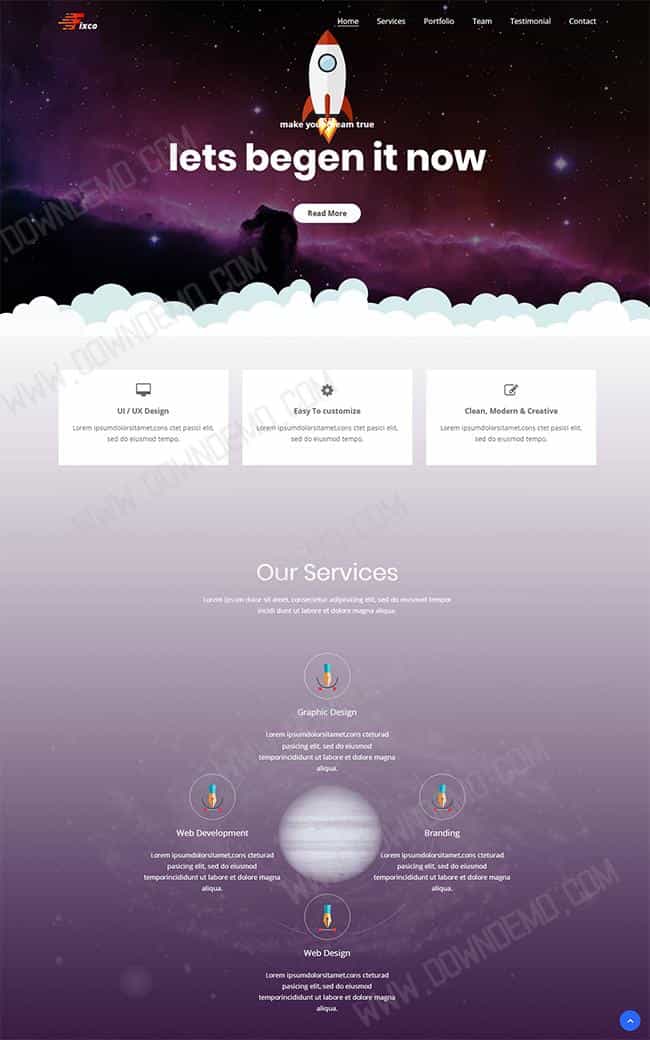 Fixco
Home Services Portfolio Team Testimonial Contact
make your dream true
lets begen it now
Read More
UI / UX Design
Lorem ipsumdolorsitamet,cons ctet pasici elit,
sed do eiusmod tempo.
Easy To customize
Lorem ipsumdolorsitamet,cons ctet pasici elit,
sed do eiusmod tempo.
Clean, Modern & Creative
Lorem ipsumdolorsitamet,cons ctet pasici elit,
sed do eiusmod tempo.
Our Services
Lorem ipsum dolor sit amet, consectetur adipisicing elit, sed do eiusmod tempor
incidi dunt ut labore et dolore magna aliqua.
Graphic Design
Lorem ipsumdolorsitamet,cons cteturad
pasicing elit, sed do eiusmod
temporincididunt ut labore et dolore magna
aliqua.
Web Development
Lorem ipsumdolorsitamet,cons cteturad
pasicing elit, sed do eiusmod
temporincididunt ut labore et dolore magna
aliqua.
Branding
Lorem ipsumdolorsitamet,cons cteturad
pasicing elit, sed do eiusmod
temporincididunt ut labore et dolore magna
aliqua.
Web Design
Lorem ipsumdolorsitamet,cons cteturad
pasicing elit, sed do eiusmod
temporincididunt ut labore et dolore magna
aliqua.
WWW.DOWNDEMO.COM